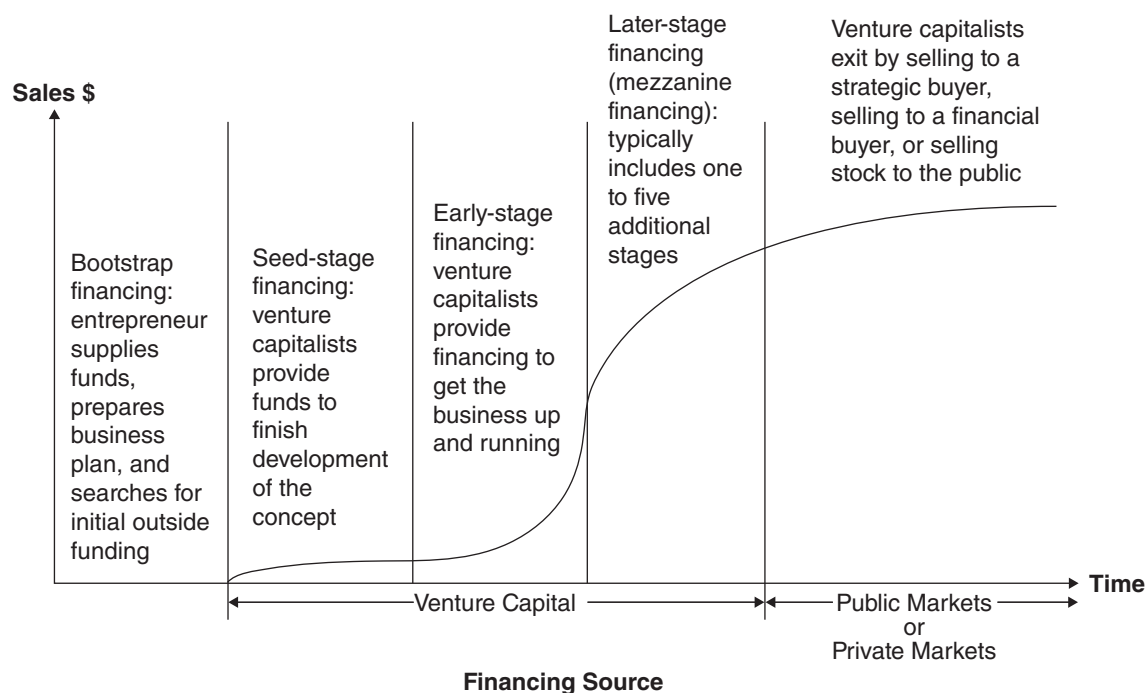 Sales $
Bootstrap
financing:
entrepreneur
supplies
funds,
prepares
business
plan, and
searches for
initial outside
funding
Seed-stage
financing:
venture
capitalists
provide
funds to
finish
development
of the
concept
Early-stage
financing:
venture
capitalists
provide
financing to
get the
business up
and running
Later-stage
financing
(mezzanine
financing):
typically
includes one
to five
additional
stages
Venture capitalists
exit by selling to a
strategic buyer,
selling to a financial
buyer, or selling
stock to the public
Time
Venture Capital
Public Markets
or
Private Markets
Financing Source